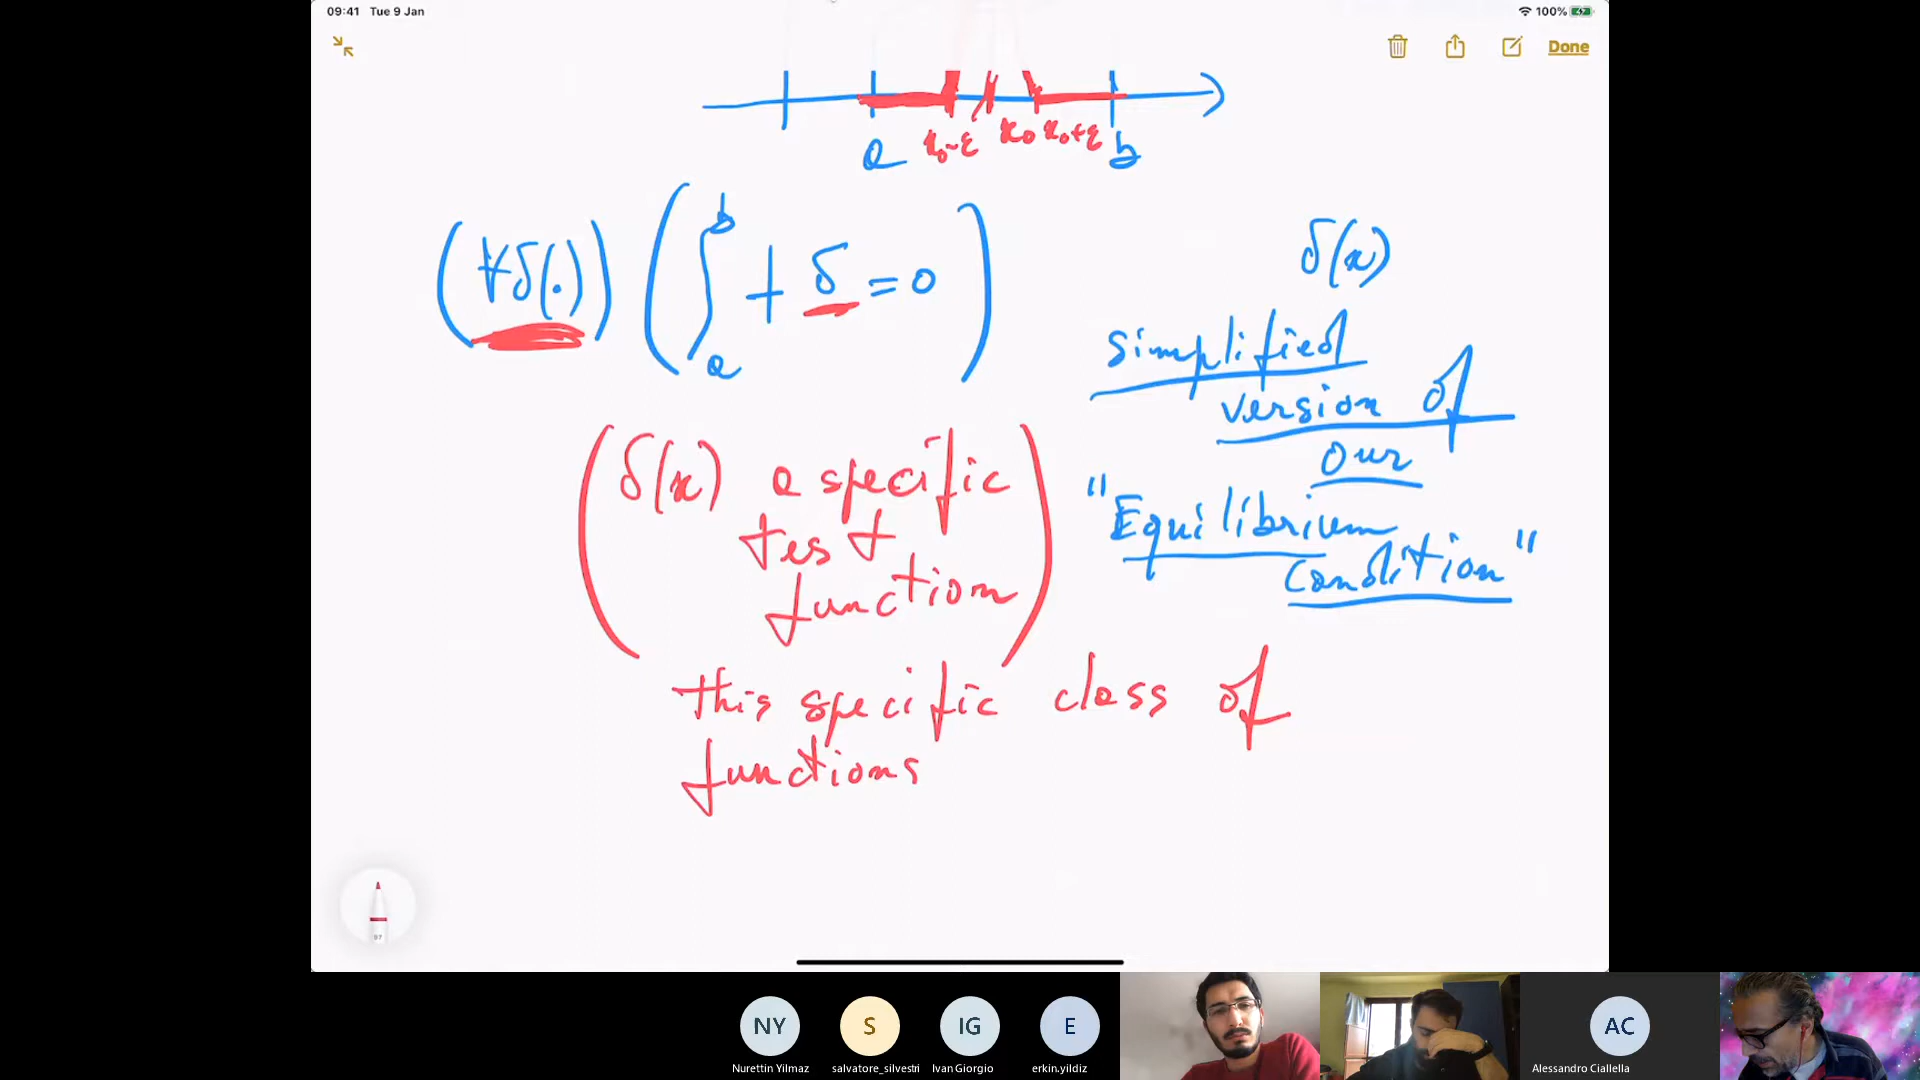 09:41 Tue 9 Jan
100%
Done
a x₀-ε x₀ x₀+ε b
(∀δ(·)) (∫ₐᵇ f δ = 0)
δ(x)
simplified
version of
our
"Equilibrium
condition"
(δ(x) a specific
test
function)
this specific class of
functions
97
NY
S
IG
E
AC
Nurettin Yilmaz
salvatore_silvestri
Ivan Giorgio
erkin.yildiz
Alessandro Ciallella